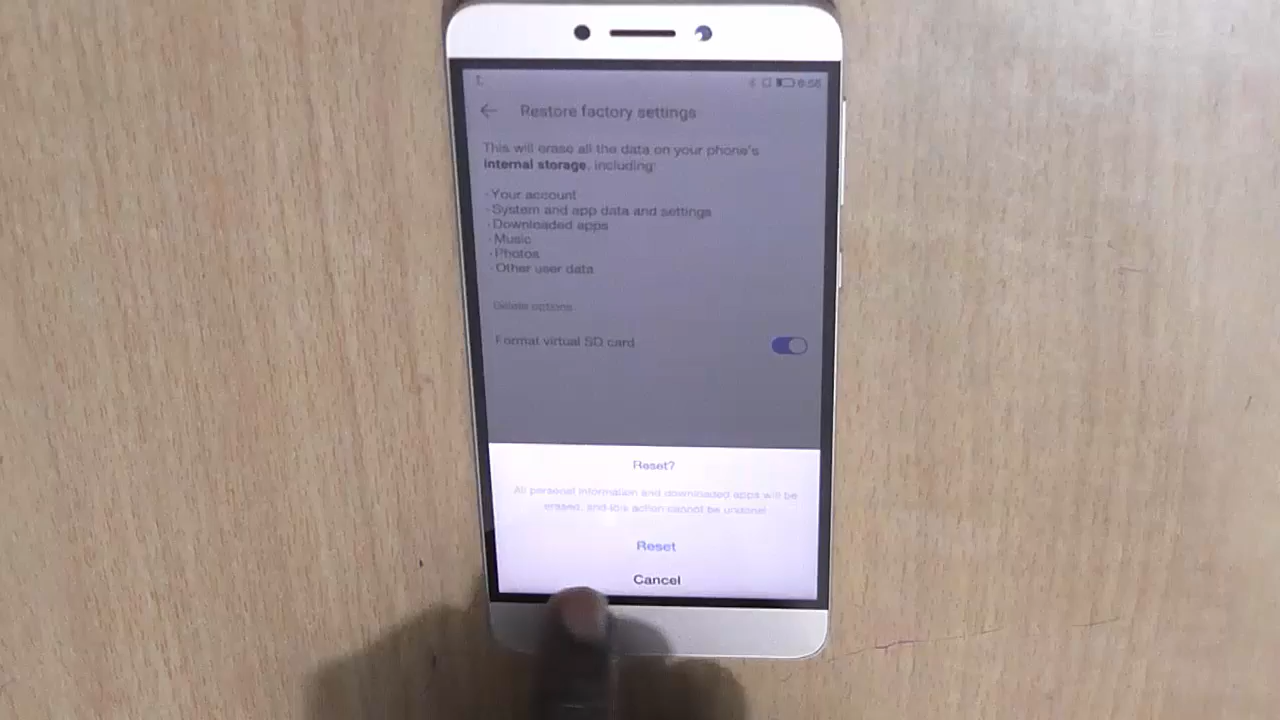 8:56
Restore factory settings
This will erase all the data on your phone's
internal storage, including:
·Your account
·System and app data and settings
·Downloaded apps
·Music
·Photos
·Other user data
Delete options
Format virtual SD card
Reset?
All personal information and downloaded apps will be
erased, and this action cannot be undone!
Reset
Cancel